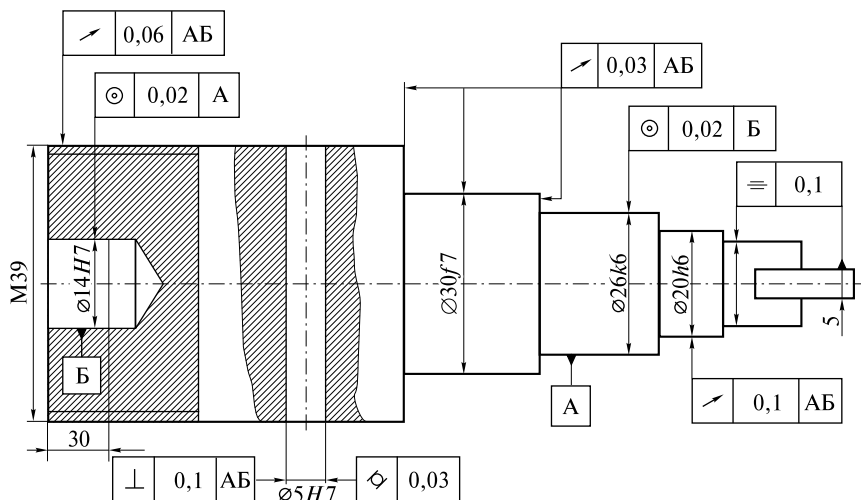 0,06 АБ
0,03 АБ
0,02 А
0,02 Б
0,1
М39
⌀14H7
⌀30f7
⌀26k6
⌀20h6
5
Б
А
0,1 АБ
30
0,1 АБ
⌀5H7
0,03